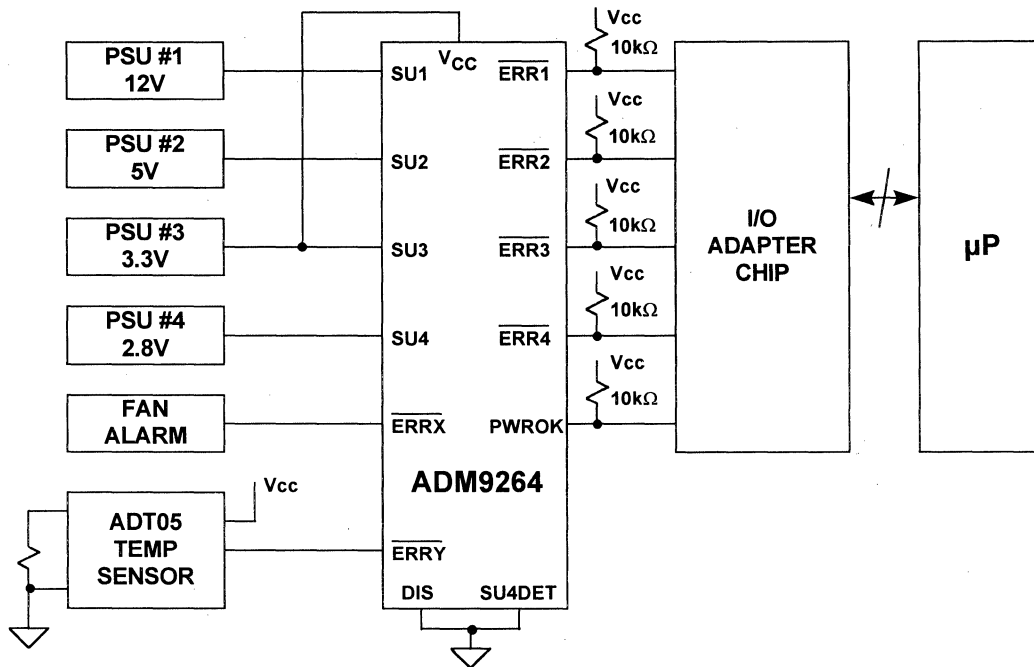 PSU #1
12V
PSU #2
5V
PSU #3
3.3V
PSU #4
2.8V
FAN
ALARM
ADT05
TEMP
SENSOR
Vcc
VCC
SU1
SU2
SU3
SU4
ERRX
ERRY
ERR1
ERR2
ERR3
ERR4
PWROK
ADM9264
DIS
SU4DET
Vcc
10kΩ
Vcc
10kΩ
Vcc
10kΩ
Vcc
10kΩ
Vcc
10kΩ
I/O
ADAPTER
CHIP
µP